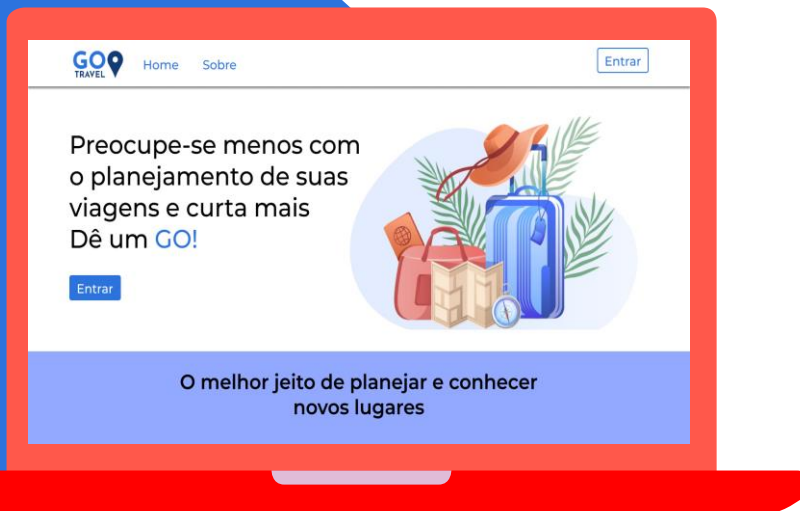 GO
TRAVEL
Home
Sobre
Entrar
Preocupe-se menos com
o planejamento de suas
viagens e curta mais
Dê um GO!
Entrar
O melhor jeito de planejar e conhecer
novos lugares